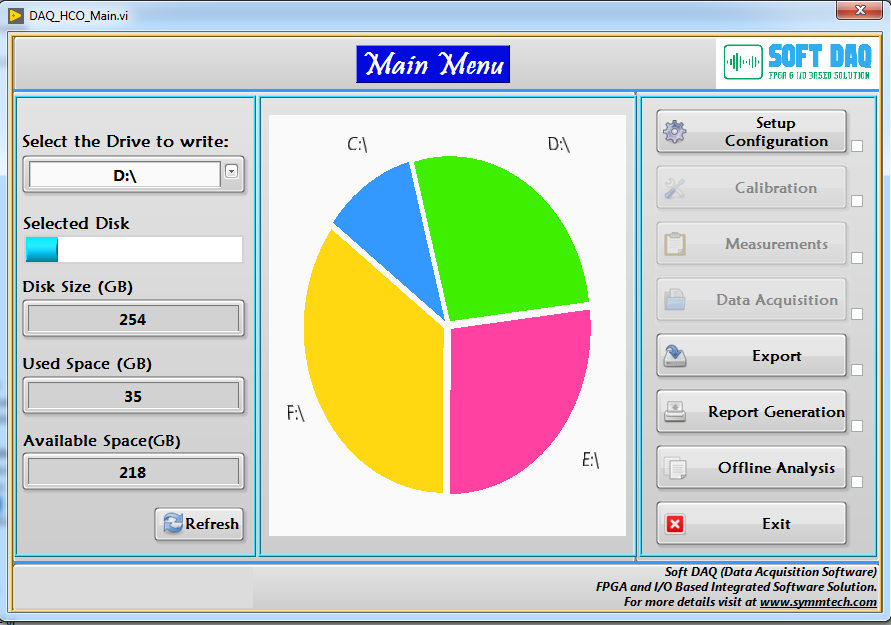 DAQ_HCO_Main.vi
Main Menu
SOFT DAQ
FPGA & I/O BASED SOLUTION
Select the Drive to write:
D:\
Selected Disk
Disk Size (GB)
254
Used Space (GB)
35
Available Space(GB)
218
Refresh
C:\
D:\
F:\
E:\
Setup
Configuration
Calibration
Measurements
Data Acquisition
Export
Report Generation
Offline Analysis
Exit
Soft DAQ (Data Acquisition Software)
FPGA and I/O Based Integrated Software Solution.
For more details visit at www.symmtech.com